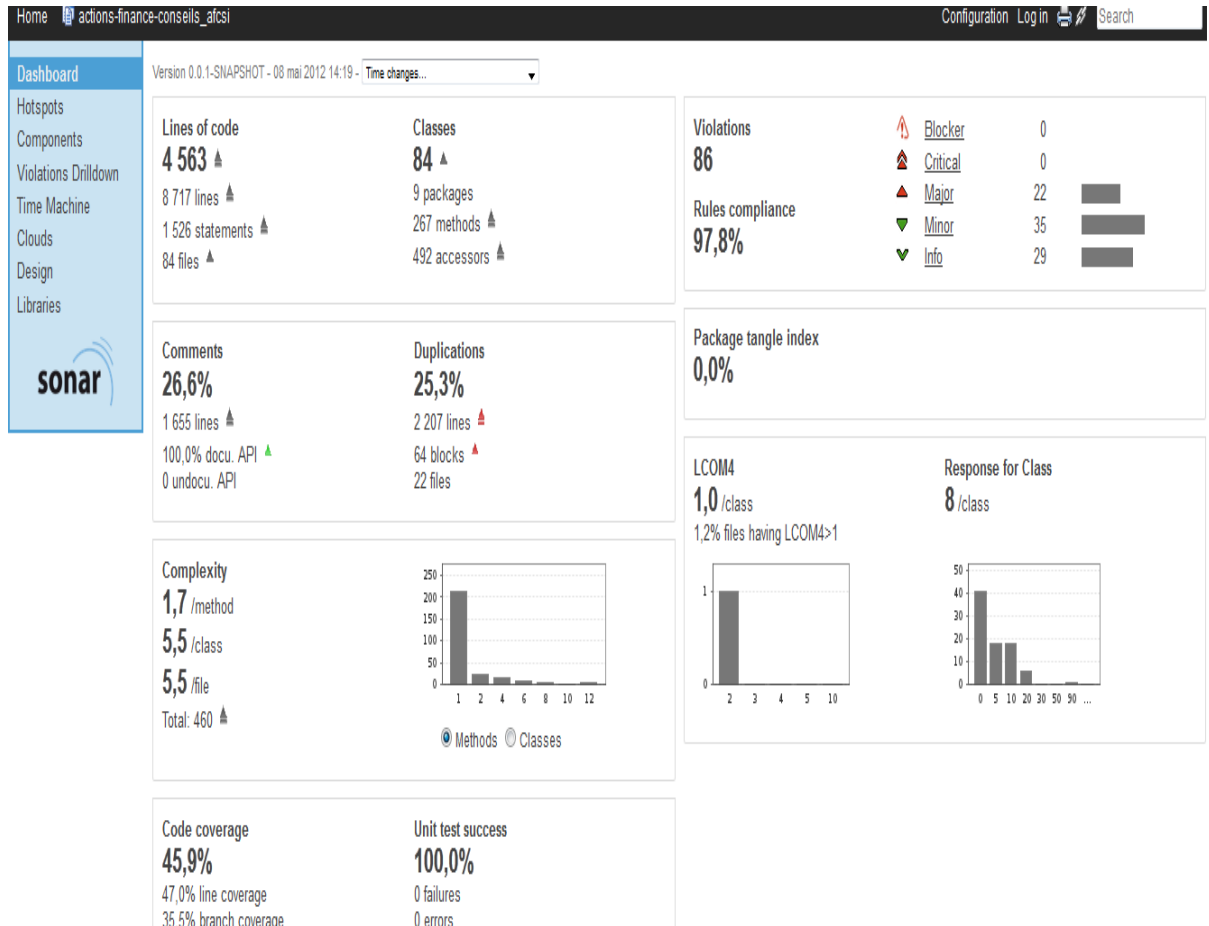 Home actions-finance-conseils_afcsi Configuration Log in Search
Dashboard
Hotspots
Components
Violations Drilldown
Time Machine
Clouds
Design
Libraries
sonar
Version 0.0.1-SNAPSHOT - 08 mai 2012 14:19 - Time changes...
Lines of code
4 563
8 717 lines
1 526 statements
84 files
Classes
84
9 packages
267 methods
492 accessors
Comments
26,6%
1 655 lines
100,0% docu. API
0 undocu. API
Duplications
25,3%
2 207 lines
64 blocks
22 files
Complexity
1,7 /method
5,5 /class
5,5 /file
Total: 460
250
200
150
100
50
0
1 2 4 6 8 10 12
Methods Classes
Code coverage
45,9%
47,0% line coverage
35,5% branch coverage
Unit test success
100,0%
0 failures
0 errors
Violations
86
Rules compliance
97,8%
Blocker 0
Critical 0
Major 22
Minor 35
Info 29
Package tangle index
0,0%
LCOM4
1,0 /class
1,2% files having LCOM4>1
1
0
2 3 4 5 10
Response for Class
8 /class
50
40
30
20
10
0
0 5 10 20 30 50 90 ...